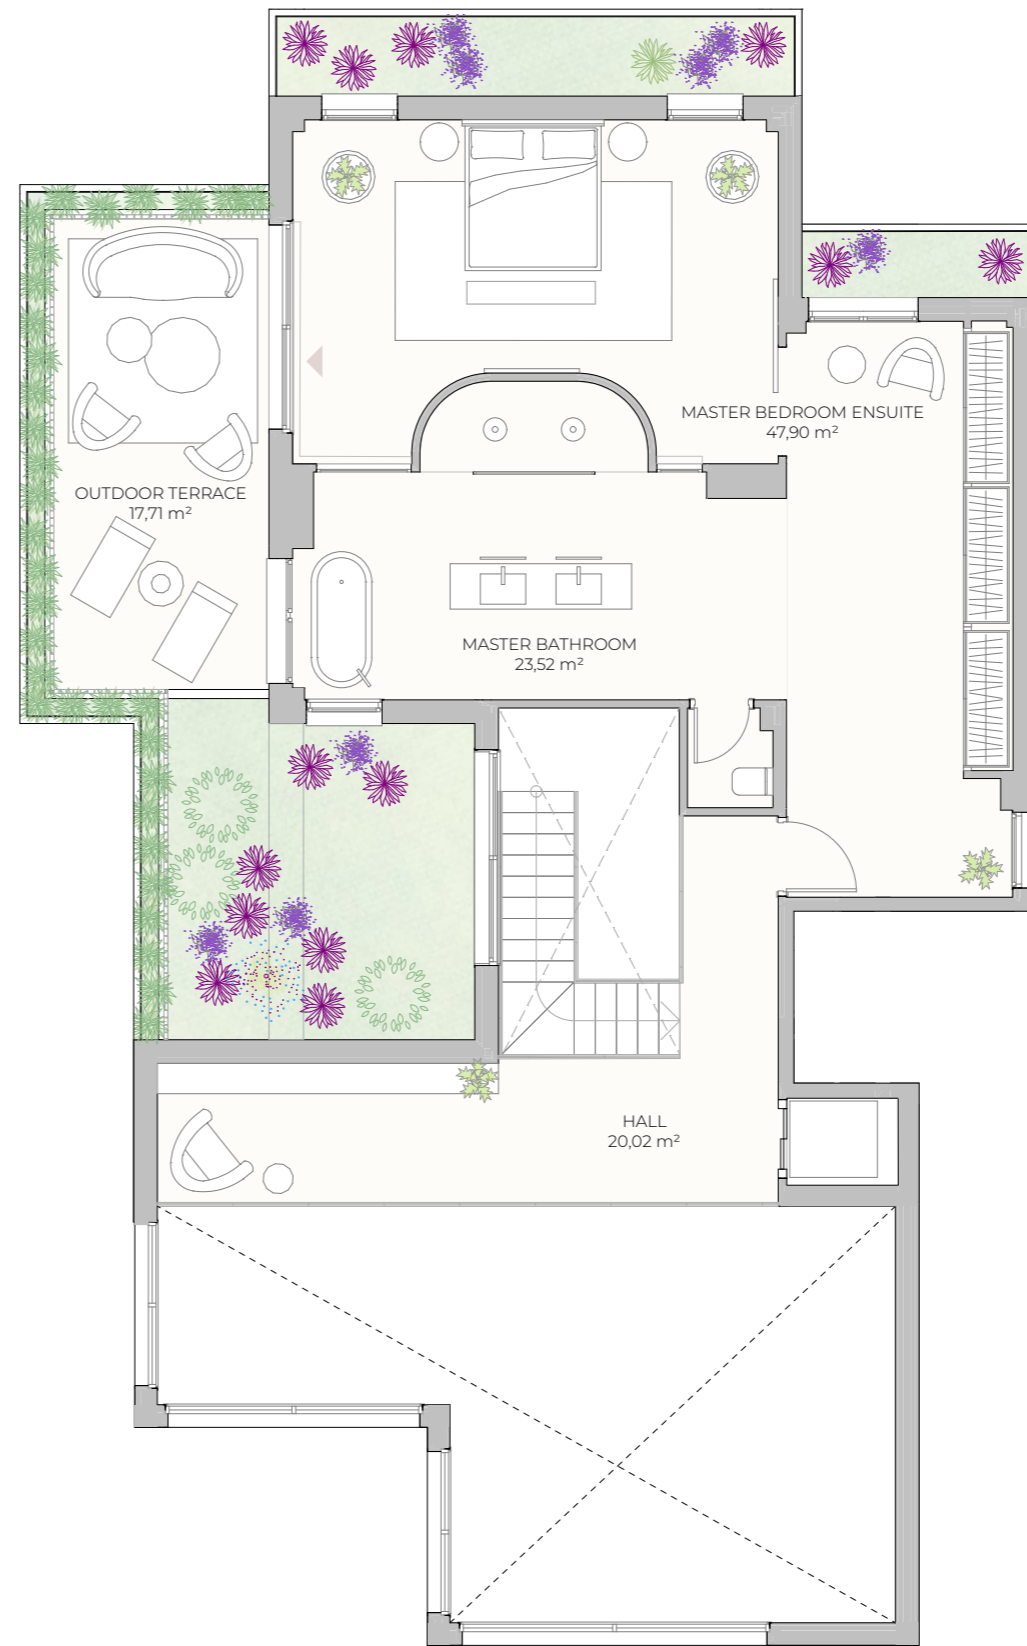 MASTER BEDROOM ENSUITE
47,90 m²
OUTDOOR TERRACE
17,71 m²
MASTER BATHROOM
23,52 m²
HALL
20,02 m²